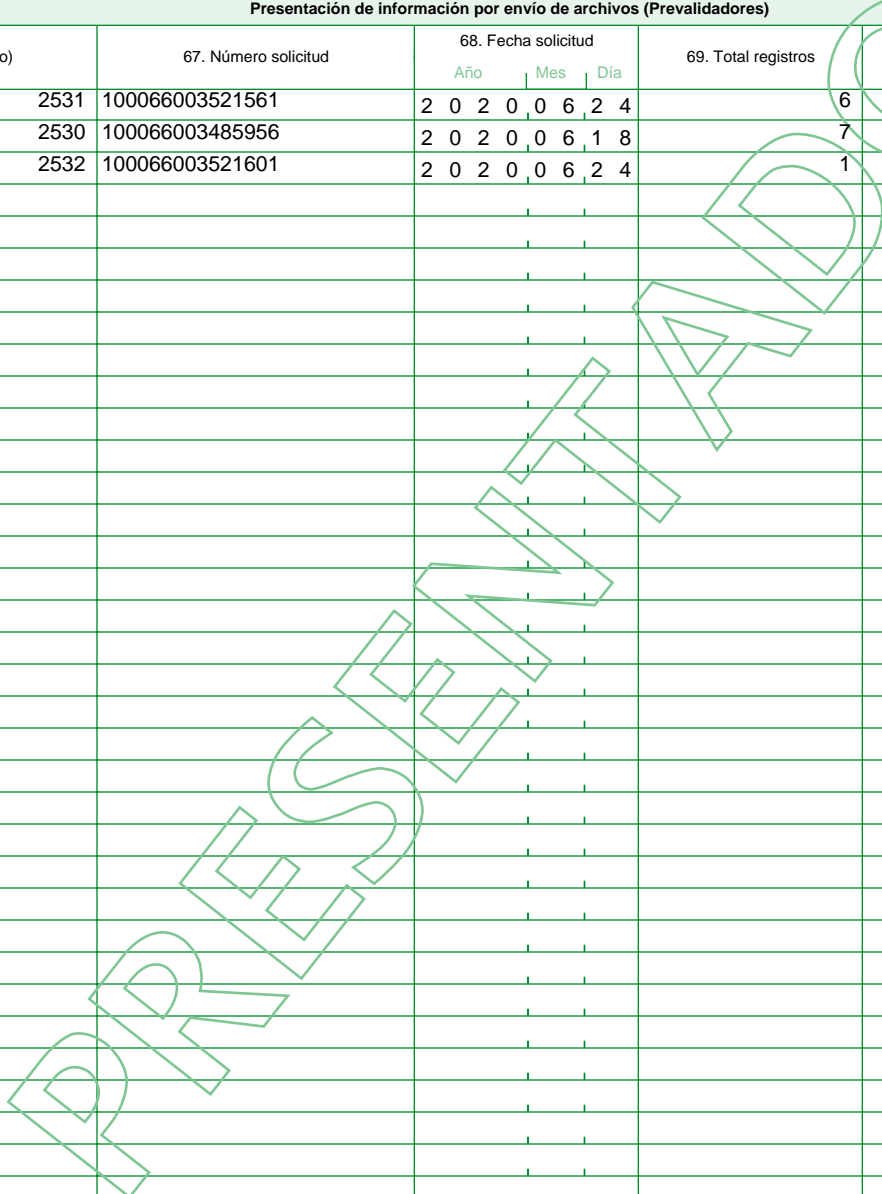 Presentación de información por envío de archivos (Prevalidadores)
o) 67. Número solicitud 68. Fecha solicitud 69. Total registros
Año Mes Día
2531 100066003521561 2 0 2 0 0 6 2 4 6
2530 100066003485956 2 0 2 0 0 6 1 8 7
2532 100066003521601 2 0 2 0 0 6 2 4 1
PRESENTADO